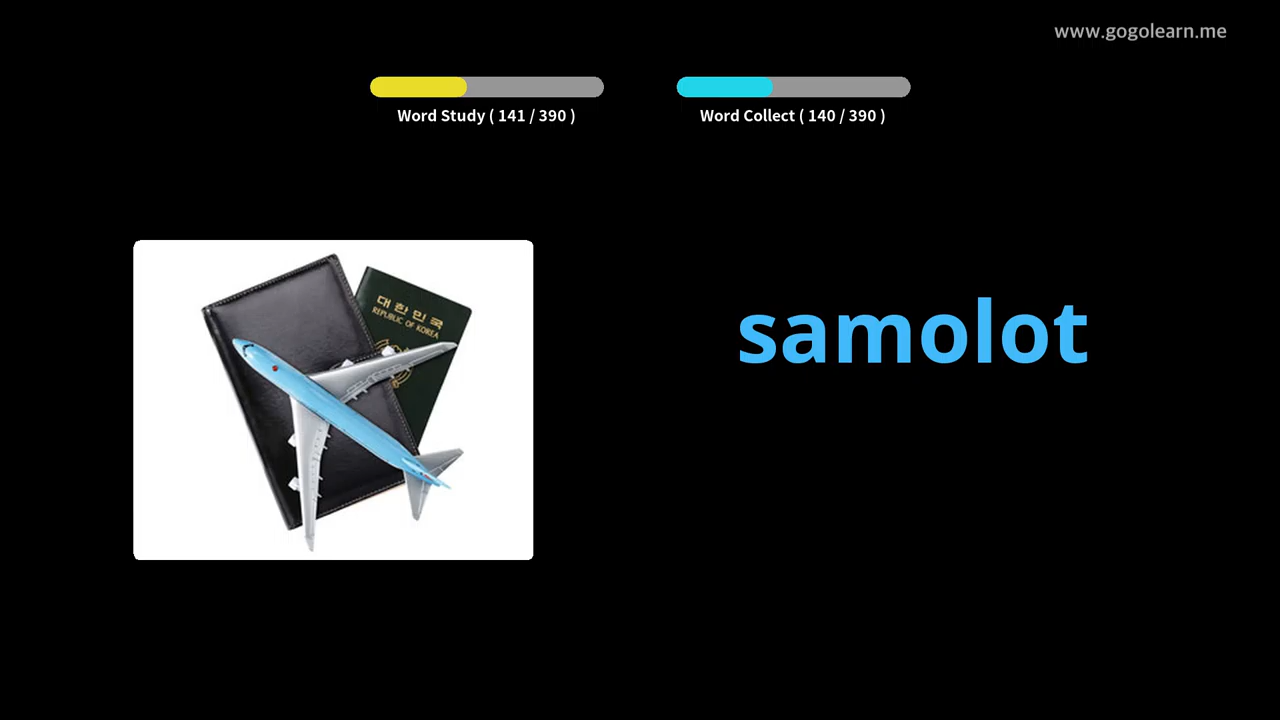 www.gogolearn.me
Word Study ( 141 / 390 )
Word Collect ( 140 / 390 )
대한민국
REPUBLIC OF KOREA
samolot